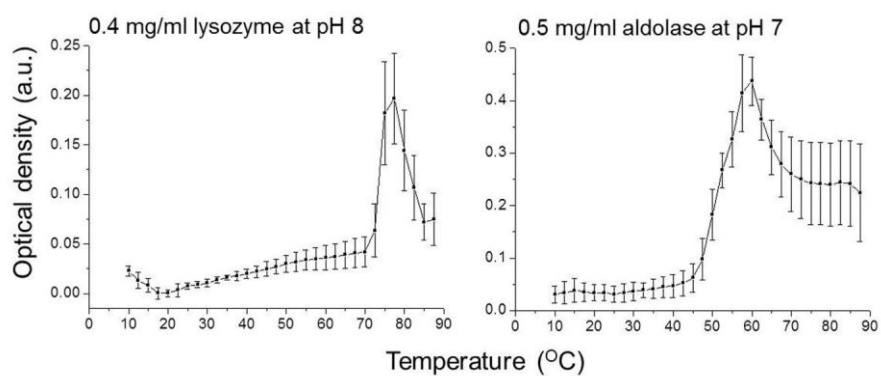 0.4 mg/ml lysozyme at pH 8
0.5 mg/ml aldolase at pH 7
Optical density (a.u.)
0.25
0.20
0.15
0.10
0.05
0.00
0 10 20 30 40 50 60 70 80 90
0.5
0.4
0.3
0.2
0.1
0.0
0 10 20 30 40 50 60 70 80 90
Temperature (ᴼC)